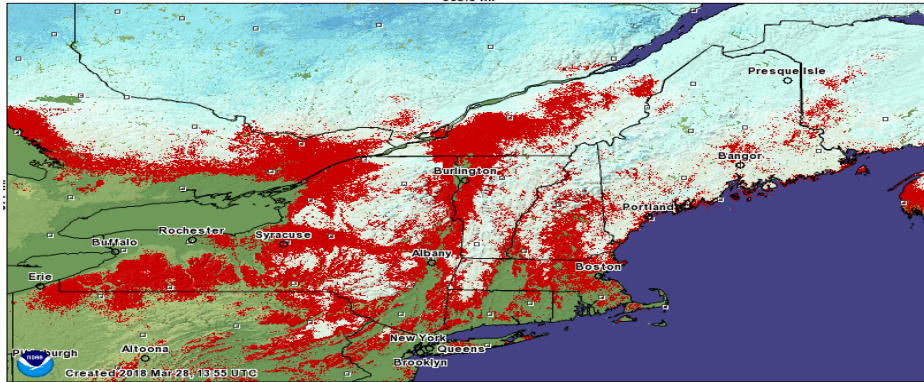 Presque Isle
Bangor
Burlington
Portland
Rochester
Syracuse
Buffalo
Albany
Boston
Erie
New York
Queens
Altoona
Brooklyn
NOAA
Created 2018 Mar 28, 13:55 UTC